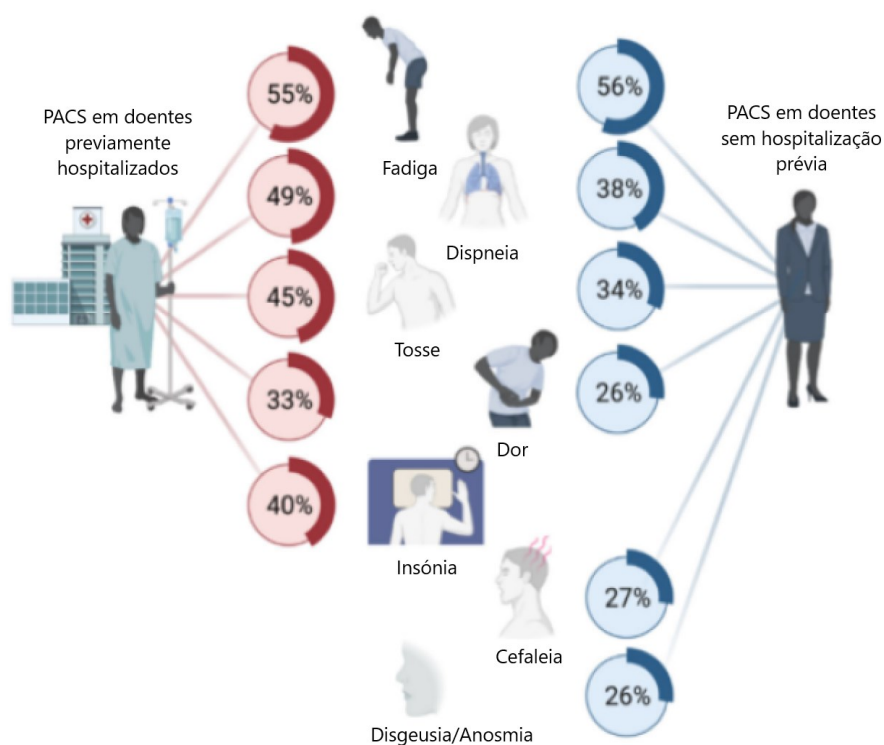 55%
56%
PACS em doentes
previamente
hospitalizados
PACS em doentes
sem hospitalização
prévia
Fadiga
49%
38%
Dispneia
45%
34%
Tosse
33%
26%
Dor
40%
Insónia
27%
Cefaleia
26%
Disgeusia/Anosmia